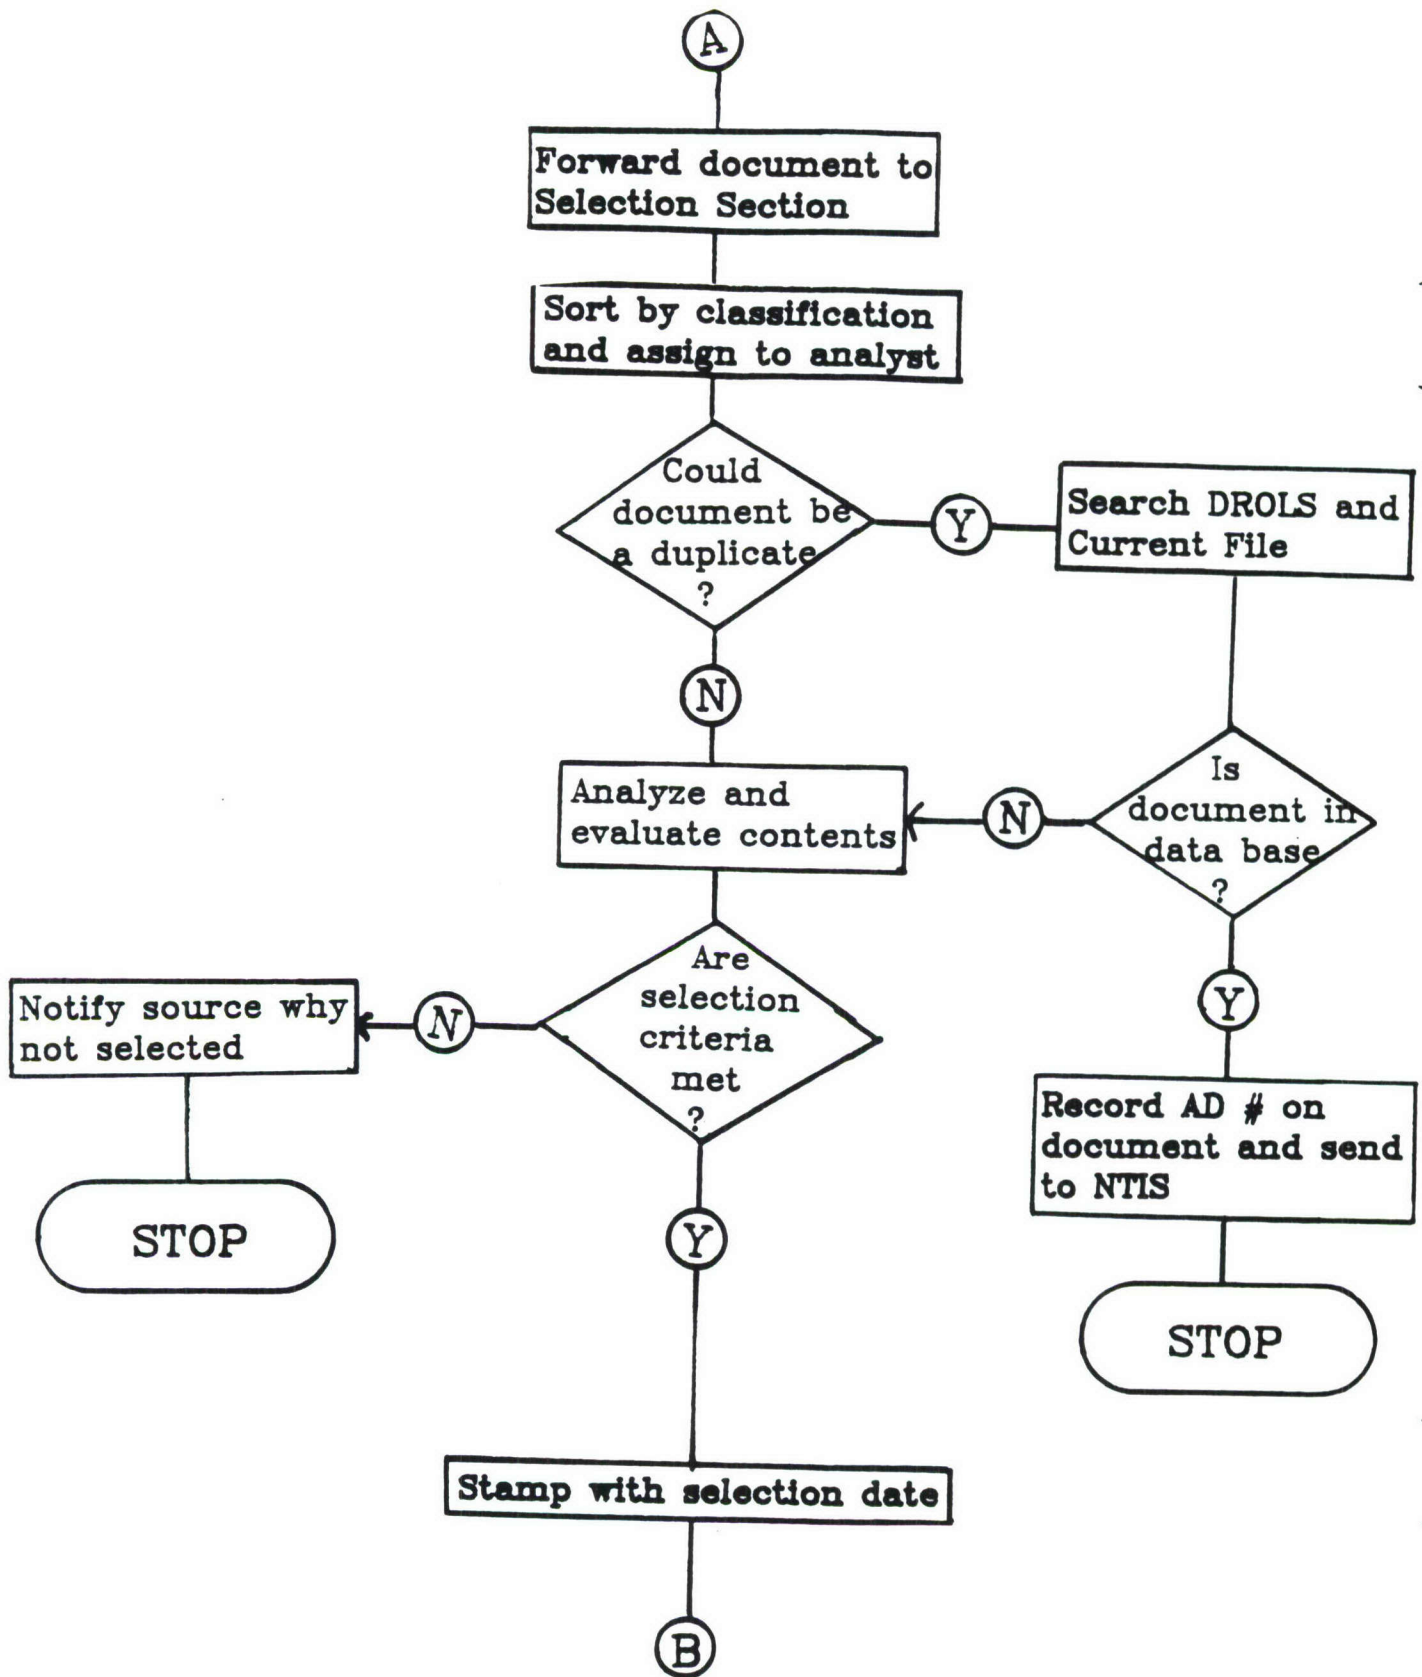 A
Forward document to
Selection Section
Sort by classification
and assign to analyst
Could
document be
a duplicate
?
Y
Search DROLS and
Current File
N
Analyze and
evaluate contents
N
Is
document in
data base
?
Y
Record AD # on
document and send
to NTIS
STOP
Are
selection
criteria
met
?
N
Notify source why
not selected
STOP
Y
Stamp with selection date
B